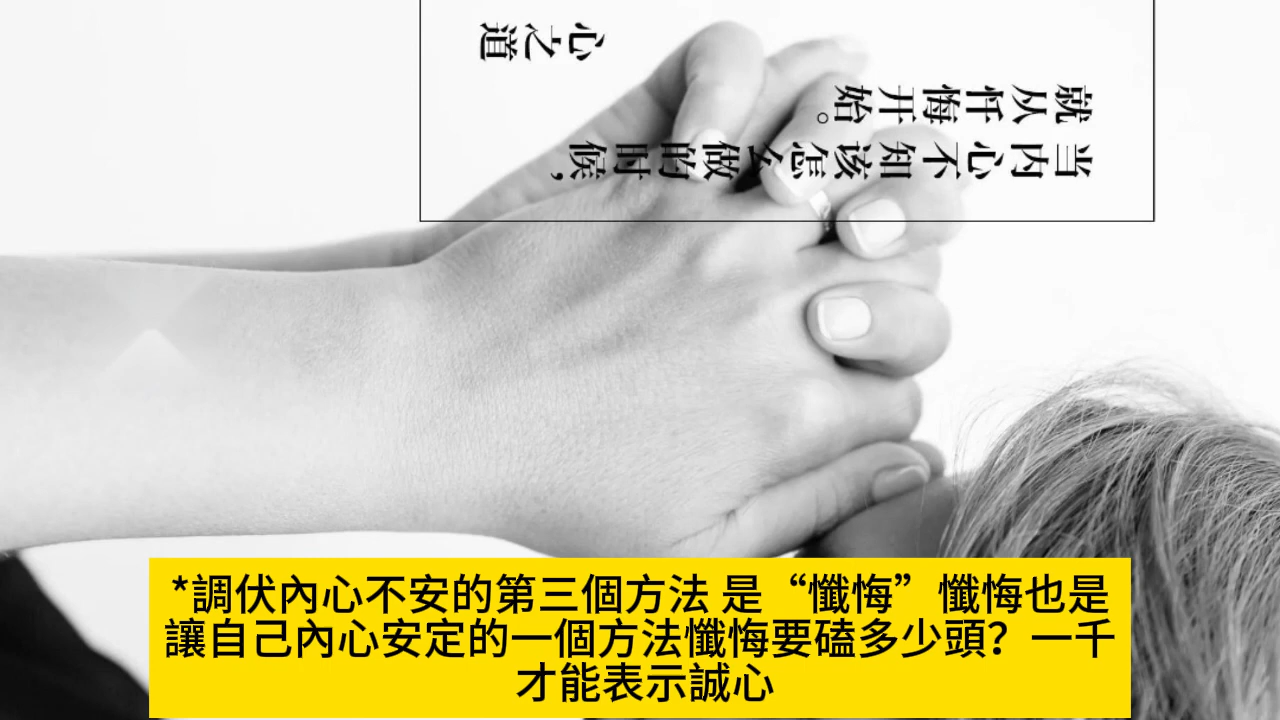 当内心不知该怎么做的时候，
就从忏悔开始。
心之道
*調伏內心不安的第三個方法 是“懺悔”懺悔也是
讓自己內心安定的一個方法懺悔要磕多少頭？一千
才能表示誠心